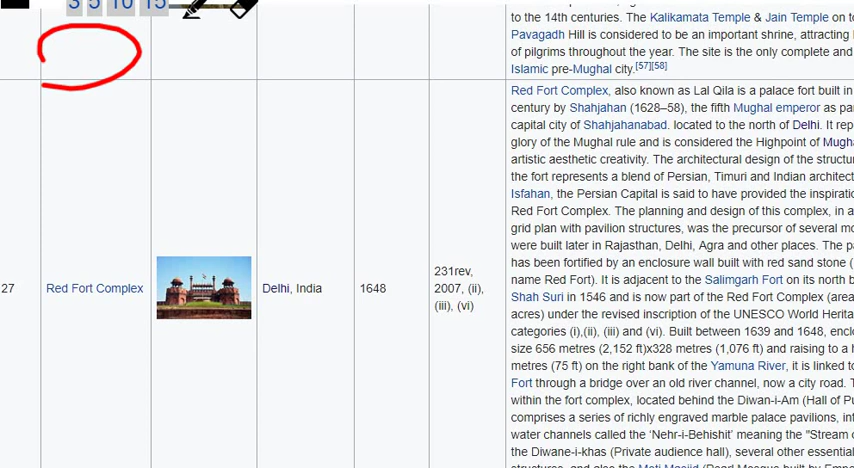 3 5 10 15
to the 14th centuries. The Kalikamata Temple & Jain Temple on
Pavagadh Hill is considered to be an important shrine, attracting
of pilgrims throughout the year. The site is the only complete and
Islamic pre-Mughal city.[57][58]
27
Red Fort Complex
Delhi, India
1648
231rev,
2007, (ii),
(iii), (vi)
Red Fort Complex, also known as Lal Qila is a palace fort built in
century by Shahjahan (1628–58), the fifth Mughal emperor as
capital city of Shahjahanabad. located to the north of Delhi. It
glory of the Mughal rule and is considered the Highpoint of
artistic aesthetic creativity. The architectural design of the
the fort represents a blend of Persian, Timuri and Indian
Isfahan, the Persian Capital is said to have provided the
Red Fort Complex. The planning and design of this complex, in a
grid plan with pavilion structures, was the precursor of several
were built later in Rajasthan, Delhi, Agra and other places. The
has been fortified by an enclosure wall built with red sand stone (
name Red Fort). It is adjacent to the Salimgarh Fort on its north
Shah Suri in 1546 and is now part of the Red Fort Complex (area
acres) under the revised inscription of the UNESCO World
categories (i),(ii), (iii) and (vi). Built between 1639 and 1648,
size 656 metres (2,152 ft)x328 metres (1,076 ft) and raising to a
metres (75 ft) on the right bank of the Yamuna River, it is linked
Fort through a bridge over an old river channel, now a city road.
within the fort complex, located behind the Diwan-i-Am (Hall of
comprises a series of richly engraved marble palace pavilions,
water channels called the 'Nehr-i-Behishit' meaning the "Stream
the Diwane-i-khas (Private audience hall), several other essential